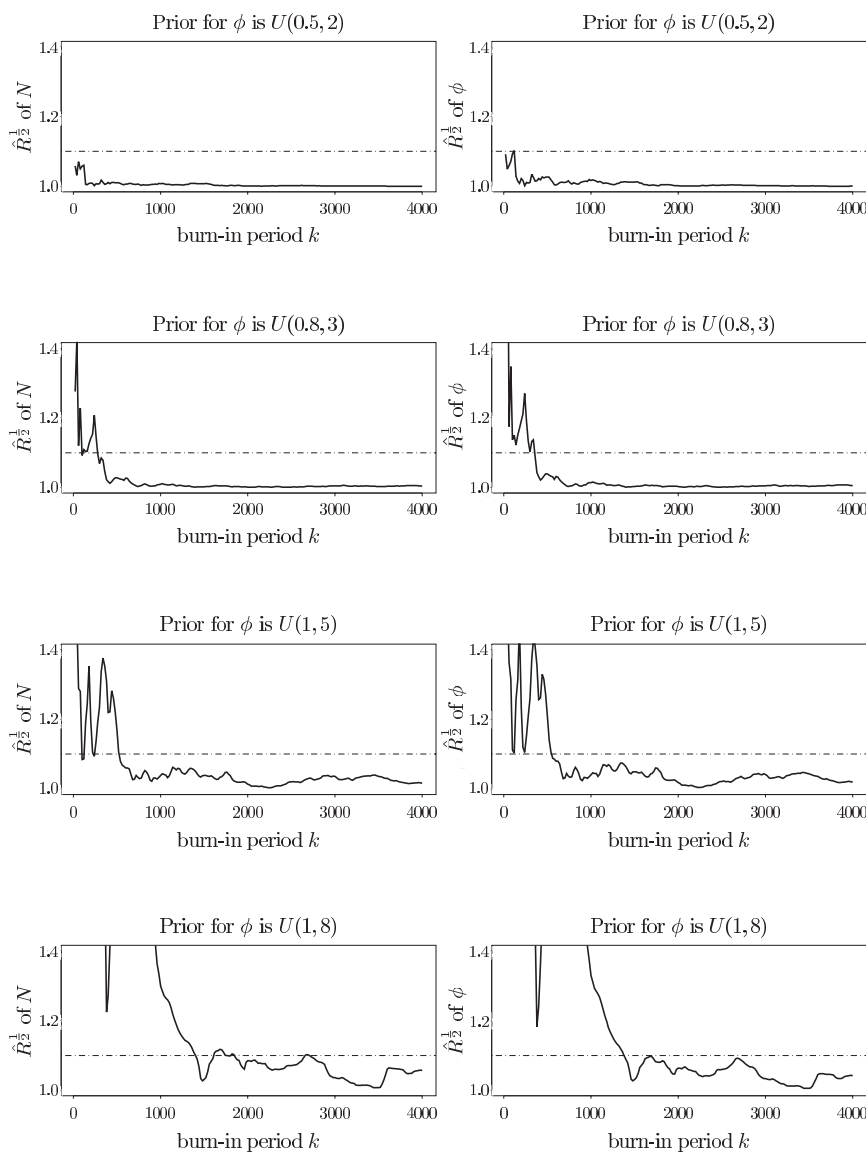 Prior for ϕ is U(0.5, 2)
R̂^{1/2} of N
1.4
1.2
1.0
0 1000 2000 3000 4000
burn-in period k
Prior for ϕ is U(0.5, 2)
R̂^{1/2} of ϕ
1.4
1.2
1.0
0 1000 2000 3000 4000
burn-in period k
Prior for ϕ is U(0.8, 3)
R̂^{1/2} of N
1.4
1.2
1.0
0 1000 2000 3000 4000
burn-in period k
Prior for ϕ is U(0.8, 3)
R̂^{1/2} of ϕ
1.4
1.2
1.0
0 1000 2000 3000 4000
burn-in period k
Prior for ϕ is U(1, 5)
R̂^{1/2} of N
1.4
1.2
1.0
0 1000 2000 3000 4000
burn-in period k
Prior for ϕ is U(1, 5)
R̂^{1/2} of ϕ
1.4
1.2
1.0
0 1000 2000 3000 4000
burn-in period k
Prior for ϕ is U(1, 8)
R̂^{1/2} of N
1.4
1.2
1.0
0 1000 2000 3000 4000
burn-in period k
Prior for ϕ is U(1, 8)
R̂^{1/2} of ϕ
1.4
1.2
1.0
0 1000 2000 3000 4000
burn-in period k